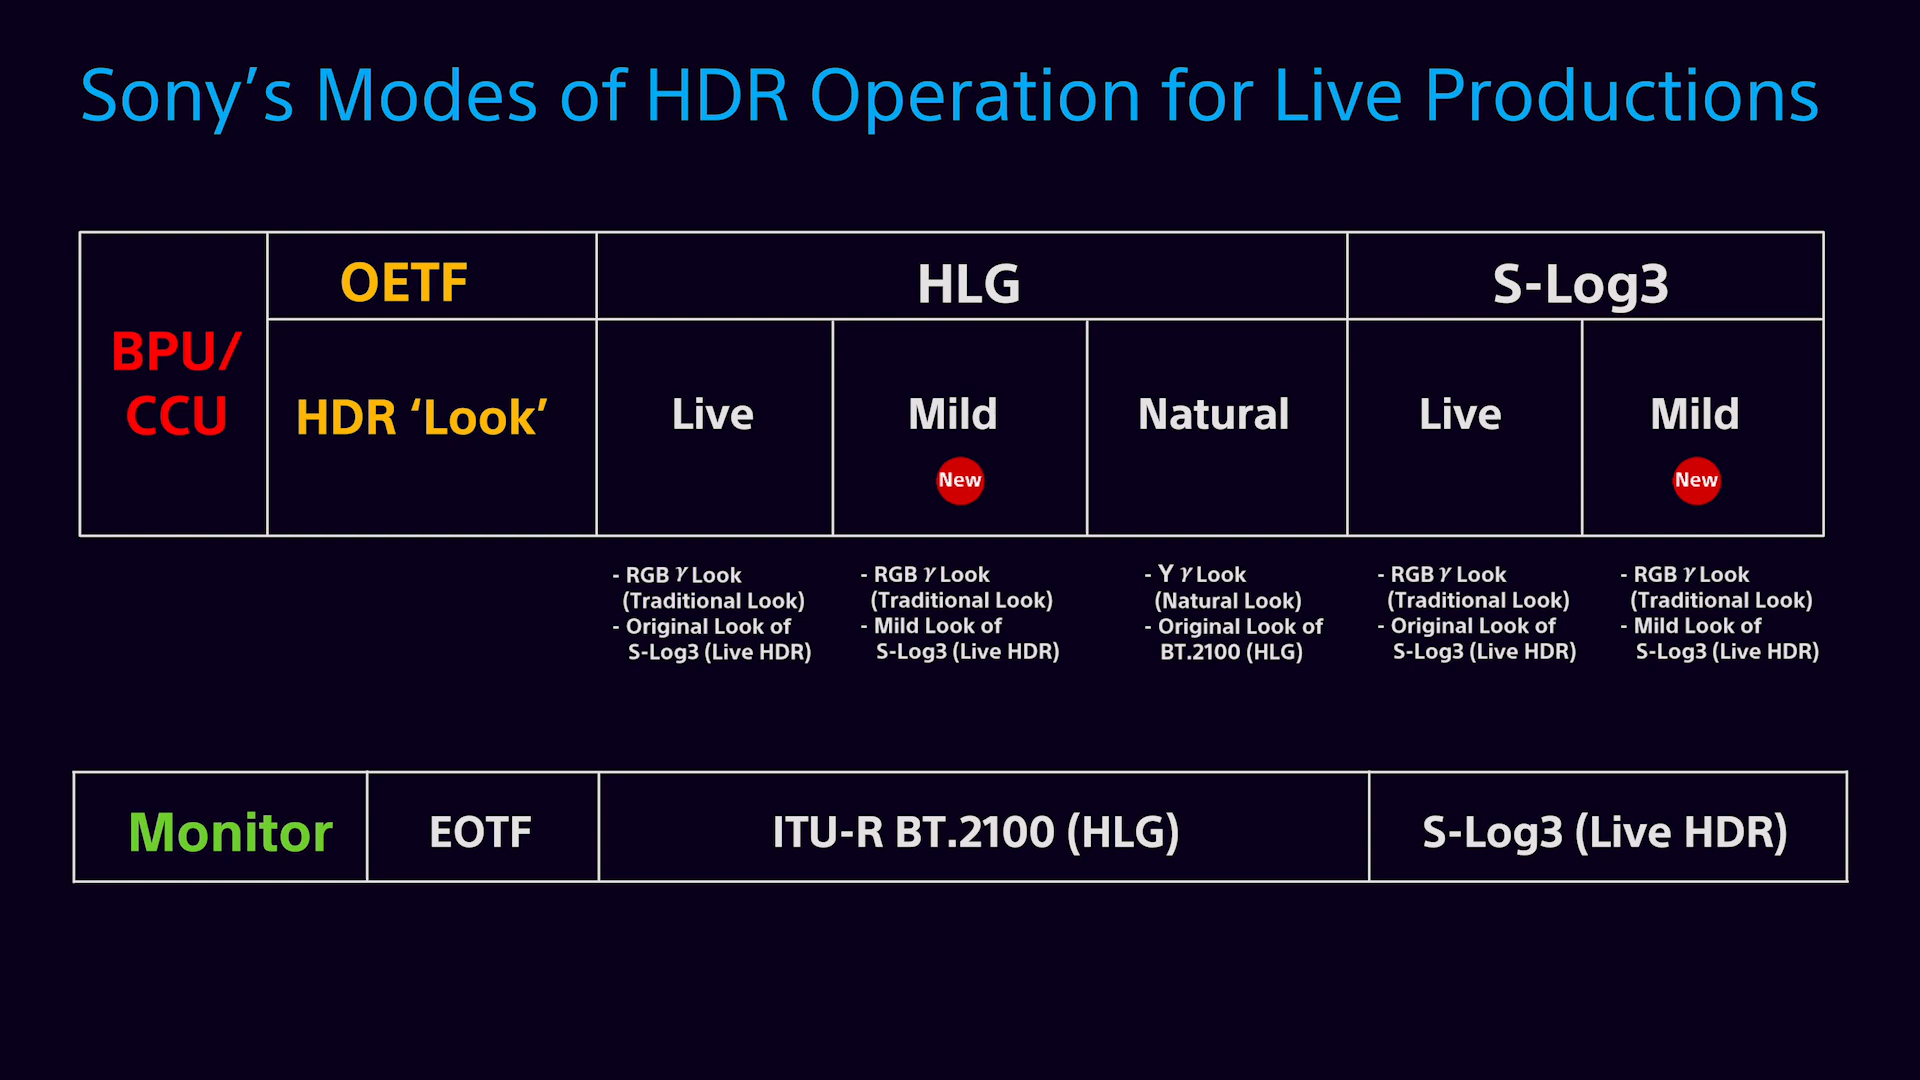 Sony’s Modes of HDR Operation for Live Productions
BPU/
CCU
OETF
HLG
S-Log3
HDR ‘Look’
Live
Mild
New
Natural
Live
Mild
New
- RGB γ Look
(Traditional Look)
- Original Look of
S-Log3 (Live HDR)
- RGB γ Look
(Traditional Look)
- Mild Look of
S-Log3 (Live HDR)
- Y γ Look
(Natural Look)
- Original Look of
BT.2100 (HLG)
- RGB γ Look
(Traditional Look)
- Original Look of
S-Log3 (Live HDR)
- RGB γ Look
(Traditional Look)
- Mild Look of
S-Log3 (Live HDR)
Monitor
EOTF
ITU-R BT.2100 (HLG)
S-Log3 (Live HDR)